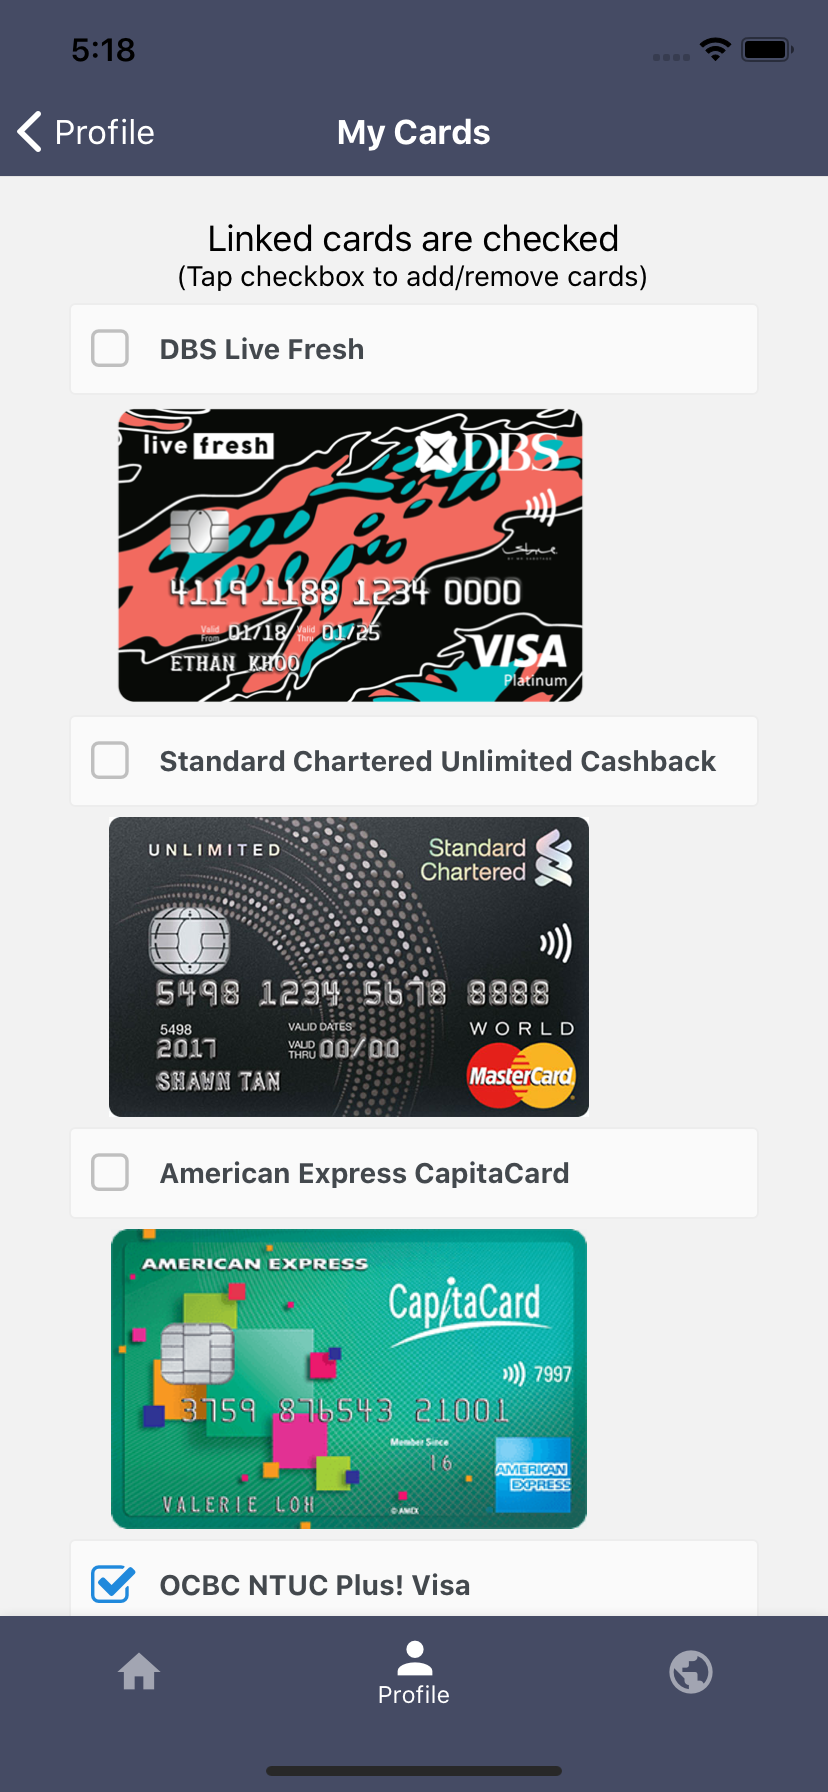 5:18
Profile
My Cards
Linked cards are checked
(Tap checkbox to add/remove cards)
DBS Live Fresh
live fresh
DBS
4119 1188 1234 0000
Valid From 01/18 Valid Thru 01/25
ETHAN KHOO
VISA
Platinum
Standard Chartered Unlimited Cashback
UNLIMITED
Standard
Chartered
5498 1234 5678 8888
WORLD
5498
VALID DATES
2017
VALID THRU 00/00
MasterCard
SHAWN TAN
American Express CapitaCard
AMERICAN EXPRESS
CapitaCard
7997
3759 876543 21001
Member Since
16
AMERICAN
EXPRESS
VALERIE LOH
© AMEX
OCBC NTUC Plus! Visa
Profile